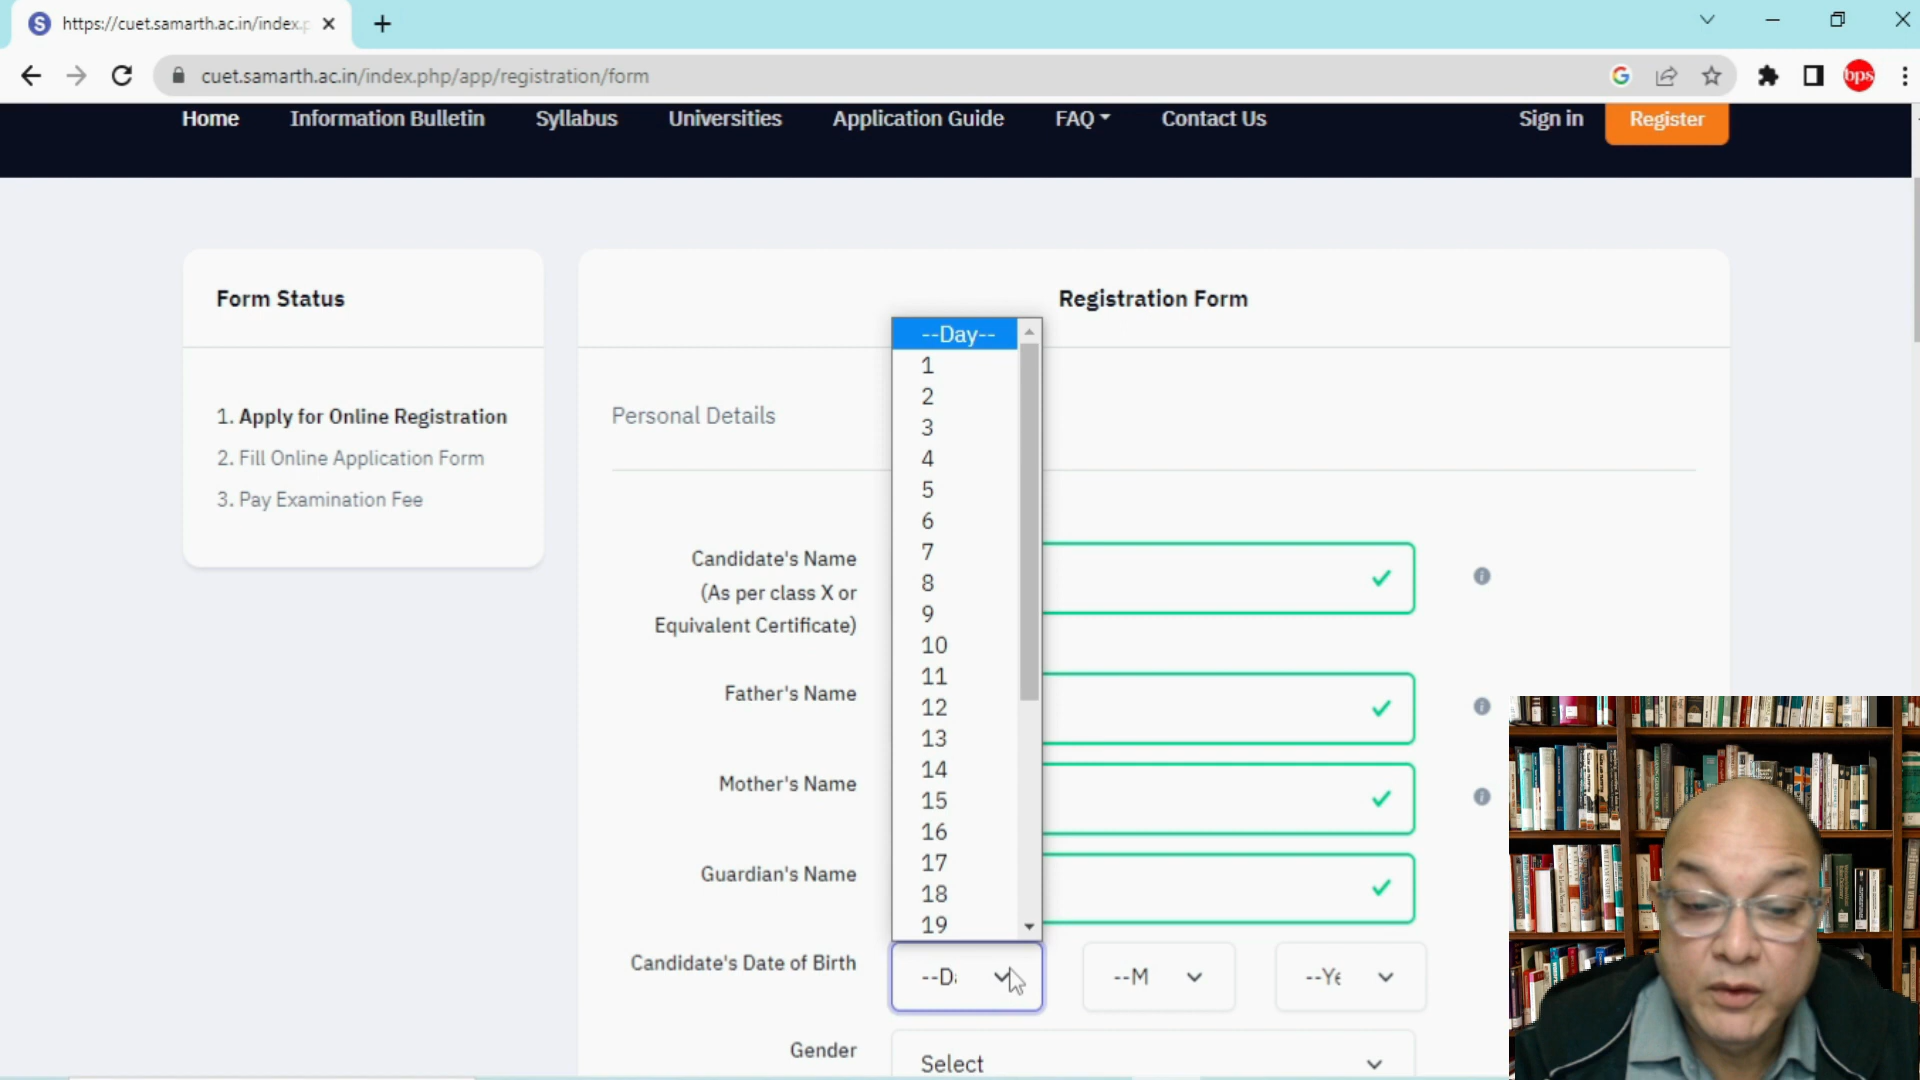 S https://cuet.samarth.ac.in/index.p
cuet.samarth.ac.in/index.php/app/registration/form
G
bps
Home Information Bulletin Syllabus Universities Application Guide FAQ Contact Us Sign in Register
Form Status
1. Apply for Online Registration
2. Fill Online Application Form
3. Pay Examination Fee
Registration Form
Personal Details
--Day--
1
2
3
4
5
6
7
8
9
10
11
12
13
14
15
16
17
18
19
Candidate's Name
(As per class X or
Equivalent Certificate)
Father's Name
Mother's Name
Guardian's Name
Candidate's Date of Birth --Da --M --Ye
Gender Select